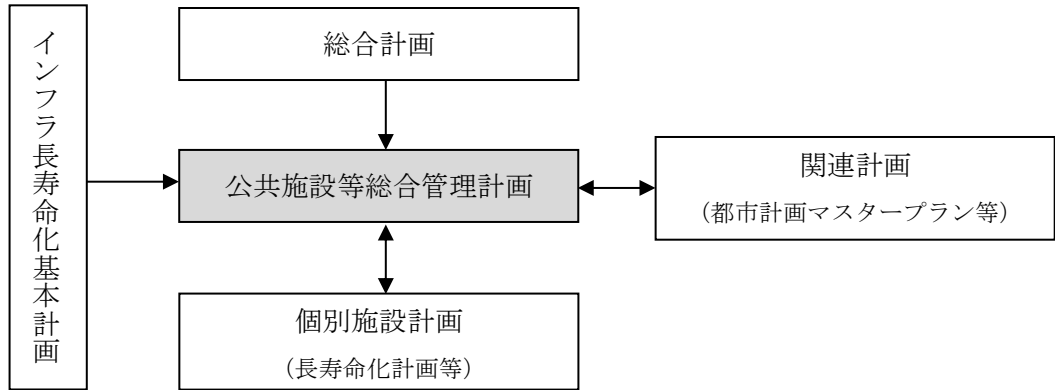 インフラ長寿命化基本計画
総合計画
公共施設等総合管理計画
関連計画
（都市計画マスタープラン等）
個別施設計画
（長寿命化計画等）